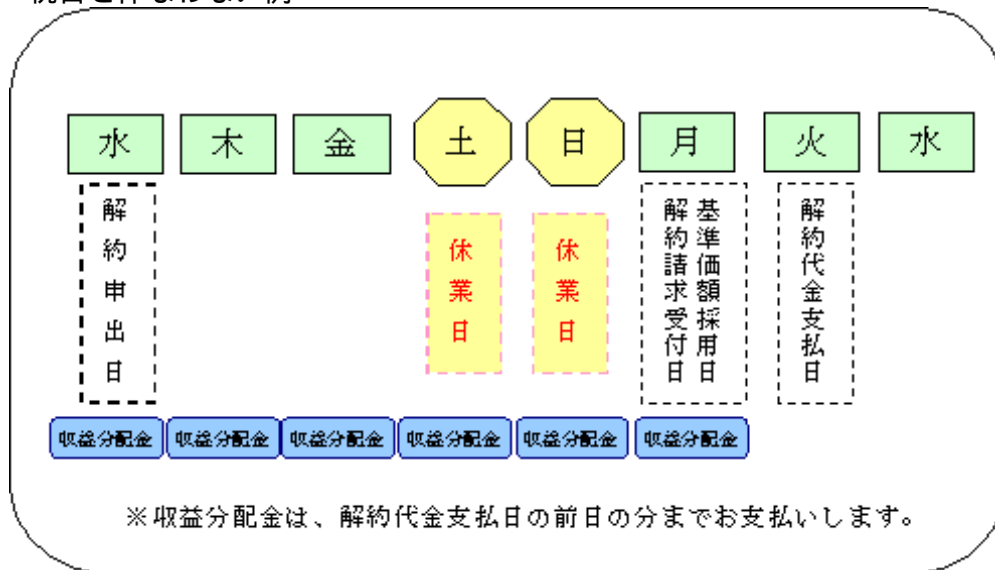 水 木 金 土 日 月 火 水
解約申出日
休業日
休業日
基準価額採用日
解約請求受付日
解約代金支払日
収益分配金 収益分配金 収益分配金 収益分配金 収益分配金 収益分配金
※収益分配金は、解約代金支払日の前日の分までお支払いします。